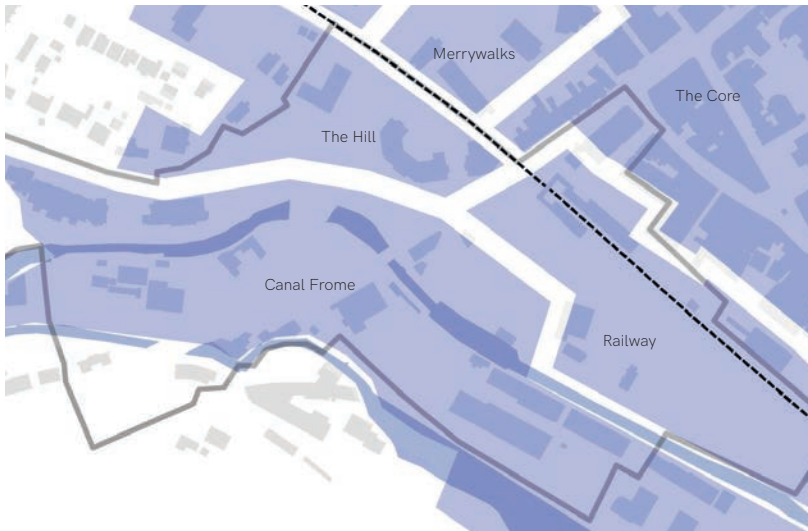 Merrywalks
The Core
The Hill
Canal Frome
Railway